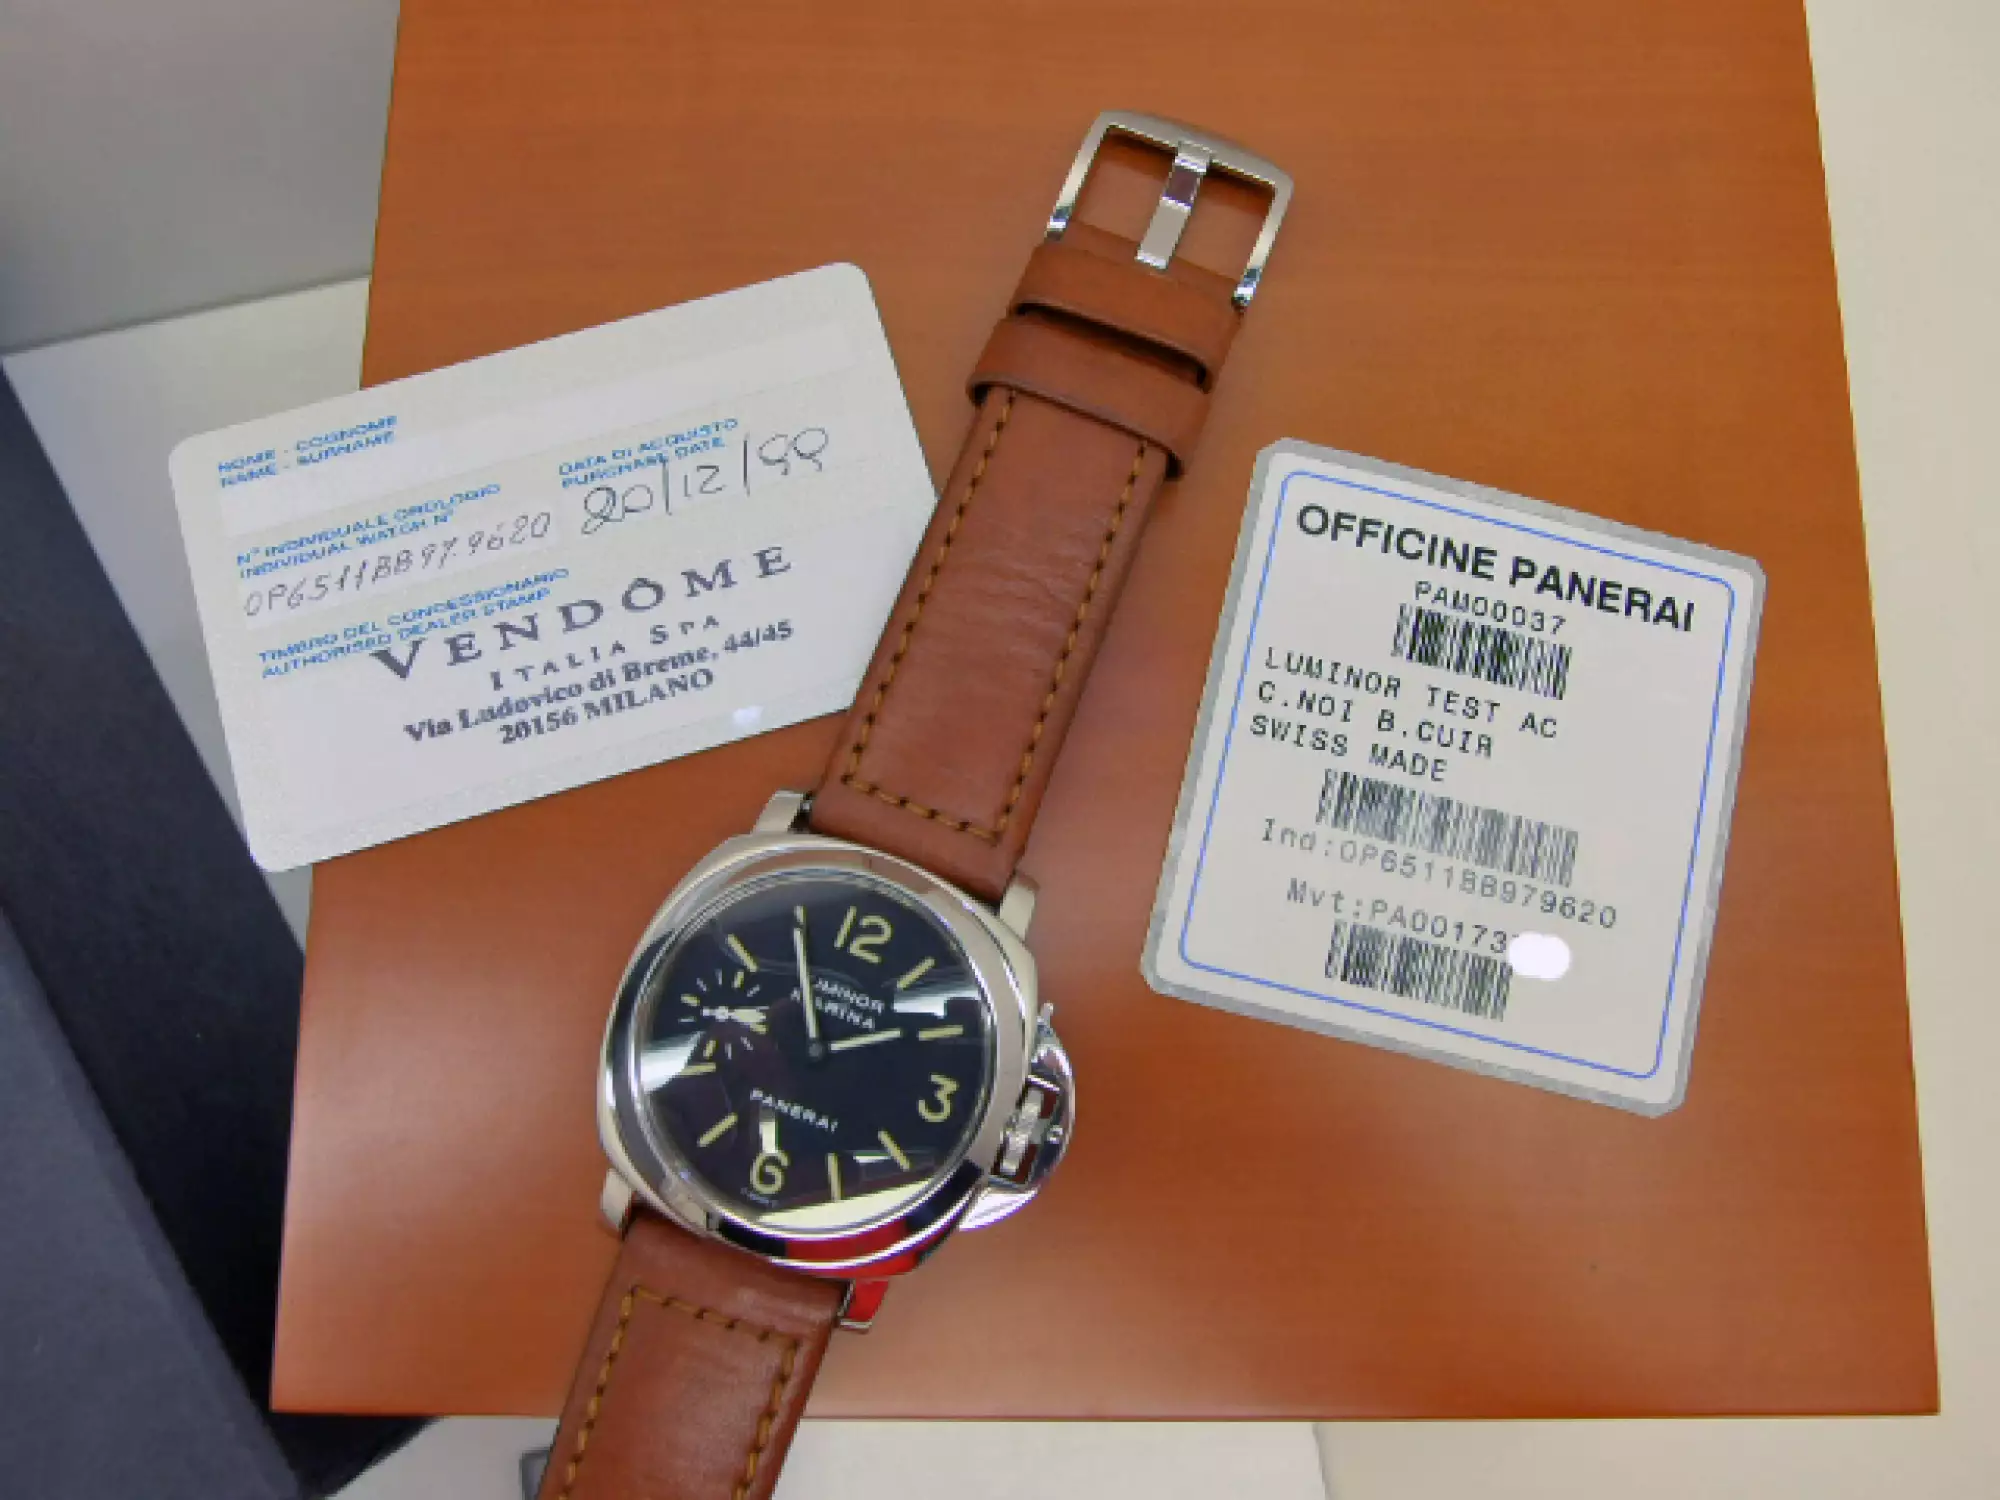 NOME - COGNOME
NAME - SURNAME
DATA DI ACQUISTO
PURCHASE DATE
20/12/99
N° INDIVIDUALE OROLOGIO
INDIVIDUAL WATCH N°
OP6511BB979620
TIMBRO DEL CONCESSIONARIO
AUTHORISED DEALER STAMP
VENDÔME
ITALIA SPA
Via Ludovico di Breme, 44/45
20156 MILANO
OFFICINE PANERAI
PAM00037
LUMINOR TEST AC
C.NOI B.CUIR
SWISS MADE
Ind:OP6511BB979620
Mvt:PA00173
12
LUMINOR
MARINA
3
PANERAI
6